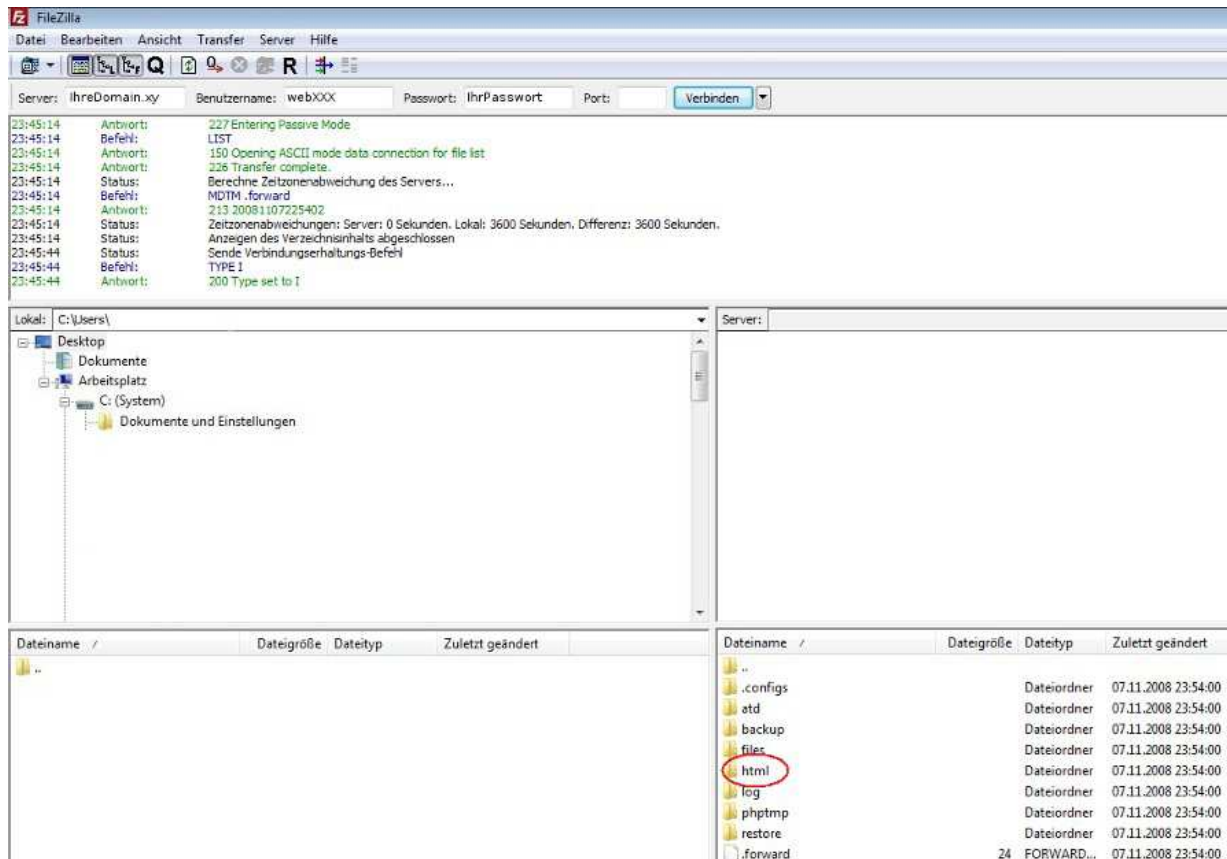 FileZilla
Datei Bearbeiten Ansicht Transfer Server Hilfe
Server: IhreDomain.xy Benutzername: webXXX Passwort: IhrPasswort Port: Verbinden
23:45:14 Antwort: 227 Entering Passive Mode
23:45:14 Befehl: LIST
23:45:14 Antwort: 150 Opening ASCII mode data connection for file list
23:45:14 Antwort: 226 Transfer complete.
23:45:14 Status: Berechne Zeitzonenabweichung des Servers...
23:45:14 Befehl: MDTM .forward
23:45:14 Antwort: 213 20081107225402
23:45:14 Status: Zeitzonenabweichungen: Server: 0 Sekunden. Lokal: 3600 Sekunden. Differenz: 3600 Sekunden.
23:45:14 Status: Anzeigen des Verzeichnisinhalts abgeschlossen
23:45:44 Status: Sende Verbindungserhaltungs-Befehl
23:45:44 Befehl: TYPE I
23:45:44 Antwort: 200 Type set to I
Lokal: C:\Users\
Server:
Desktop
Dokumente
Arbeitsplatz
C: (System)
Dokumente und Einstellungen
Dateiname Dateigröße Dateityp Zuletzt geändert
..
Dateiname Dateigröße Dateityp Zuletzt geändert
..
.configs Dateiordner 07.11.2008 23:54:00
atd Dateiordner 07.11.2008 23:54:00
backup Dateiordner 07.11.2008 23:54:00
files Dateiordner 07.11.2008 23:54:00
html Dateiordner 07.11.2008 23:54:00
log Dateiordner 07.11.2008 23:54:00
phptmp Dateiordner 07.11.2008 23:54:00
restore Dateiordner 07.11.2008 23:54:00
.forward 24 FORWARD... 07.11.2008 23:54:00